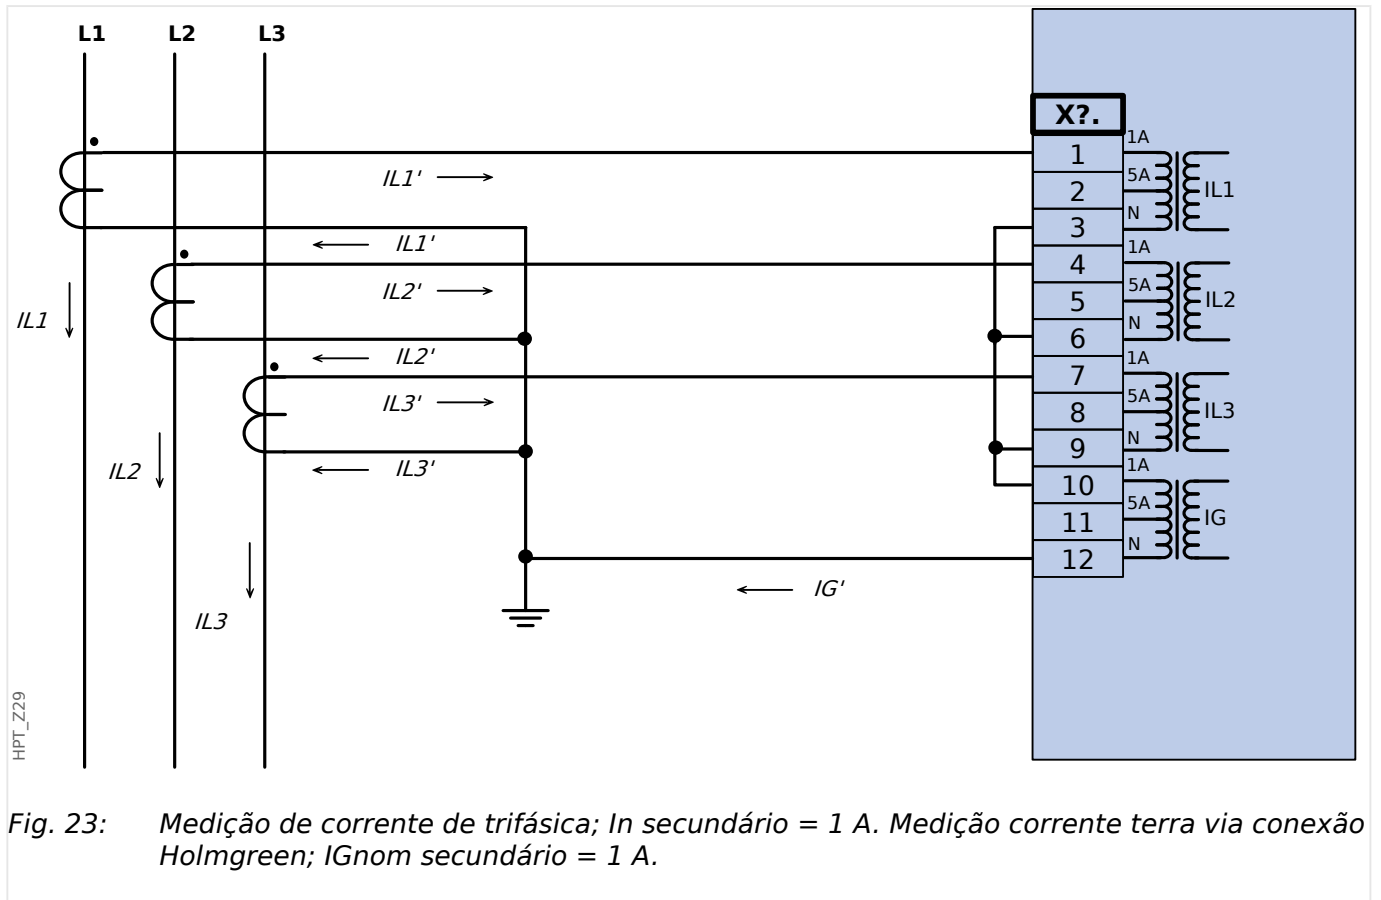 L1 L2 L3
X?.
1A
1
IL1'
5A
2
IL1
N
3
IL1'
1A
4
IL2'
5A
5
IL2
IL1
N
6
IL2'
1A
7
IL3'
5A
8
IL3
N
9
IL3'
IL2
1A
10
5A
11
IG
N
12
IG'
IL3
HPT_Z29
Fig. 23: Medição de corrente de trifásica; In secundário = 1 A. Medição corrente terra via conexão
Holmgreen; IGnom secundário = 1 A.